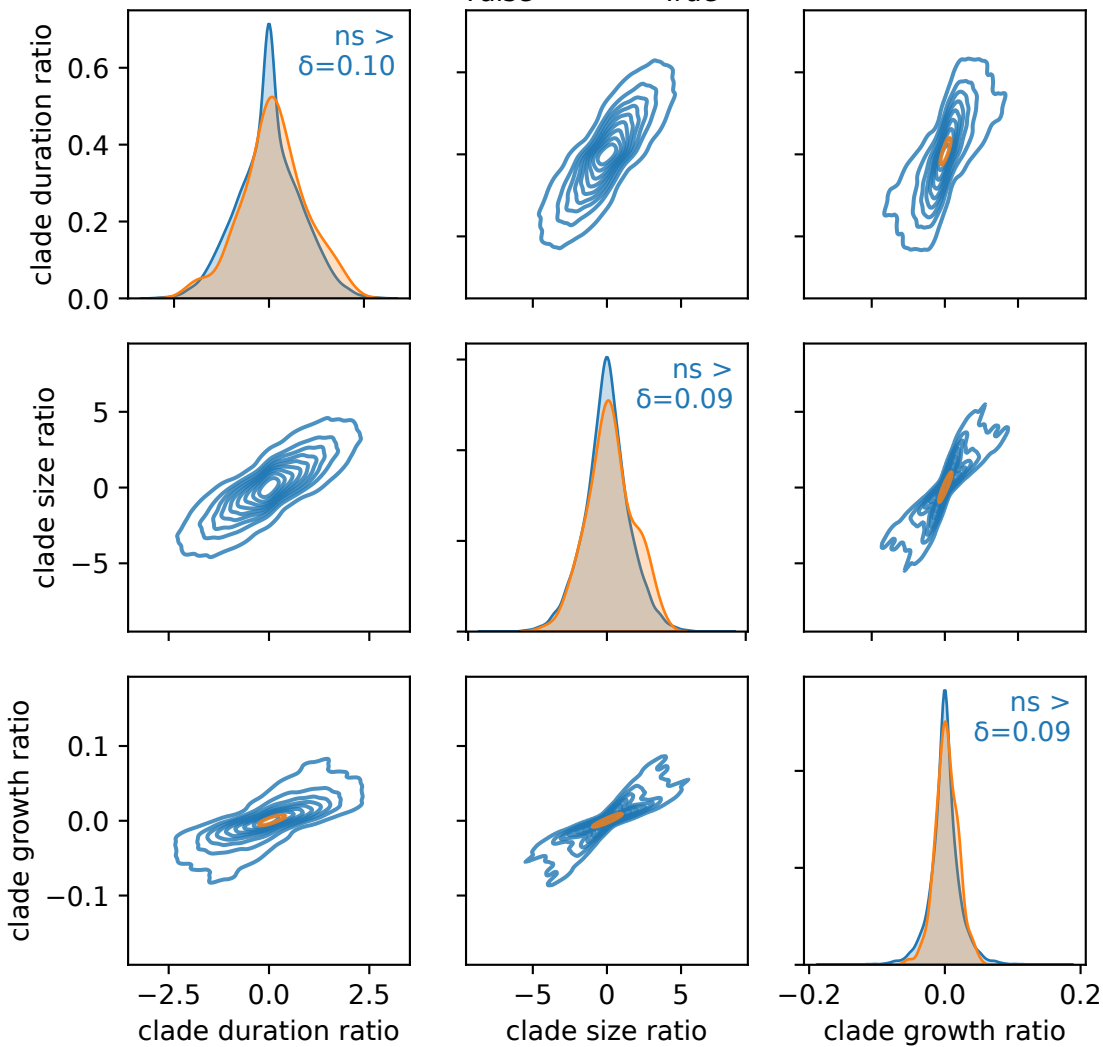 clade duration ratio
0.6
0.4
0.2
0.0
ns >
δ=0.10
clade size ratio
5
0
−5
ns >
δ=0.09
clade growth ratio
0.1
0.0
−0.1
ns >
δ=0.09
−2.5 0.0 2.5
−5 0 5
−0.2 0.0 0.2
clade duration ratio
clade size ratio
clade growth ratio